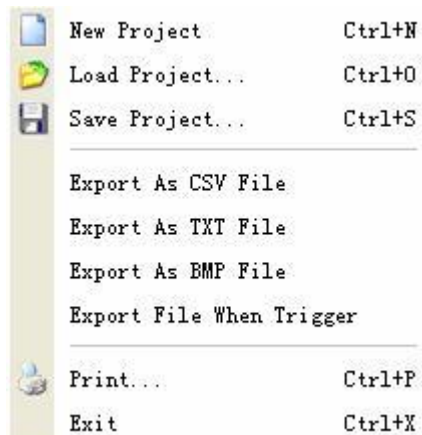 New Project Ctrl+N
Load Project... Ctrl+O
Save Project... Ctrl+S
Export As CSV File
Export As TXT File
Export As BMP File
Export File When Trigger
Print... Ctrl+P
Exit Ctrl+X